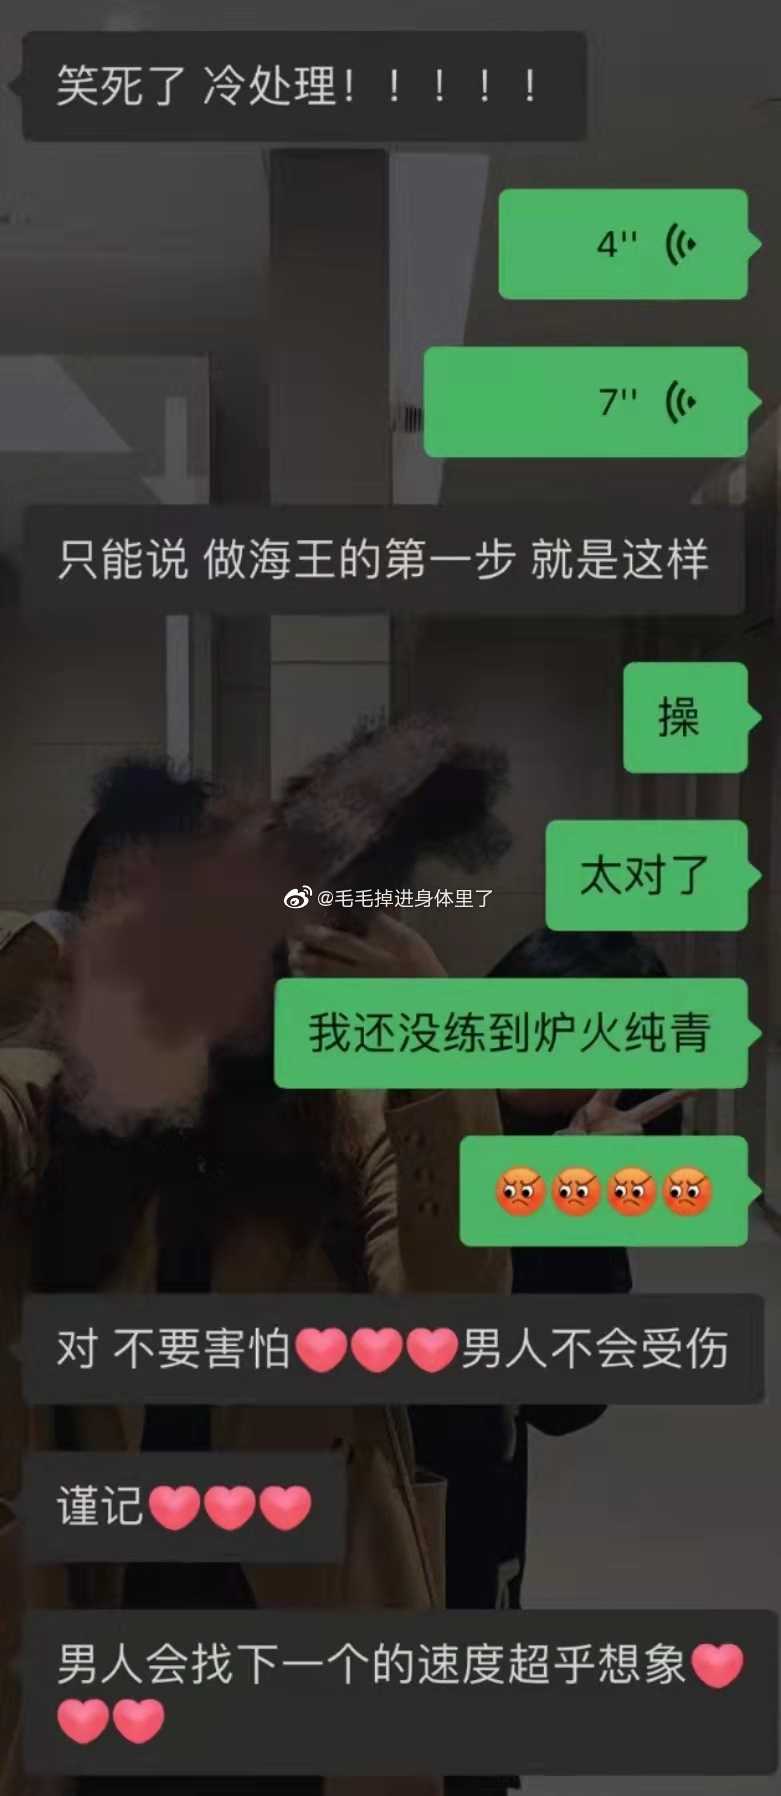 笑死了 冷处理！！！！！
4''
7''
只能说 做海王的第一步 就是这样
操
太对了
@毛毛掉进身体里了
我还没练到炉火纯青
😡😡😡😡
对 不要害怕❤❤❤男人不会受伤
谨记❤❤❤
男人会找下一个的速度超乎想象❤
❤❤